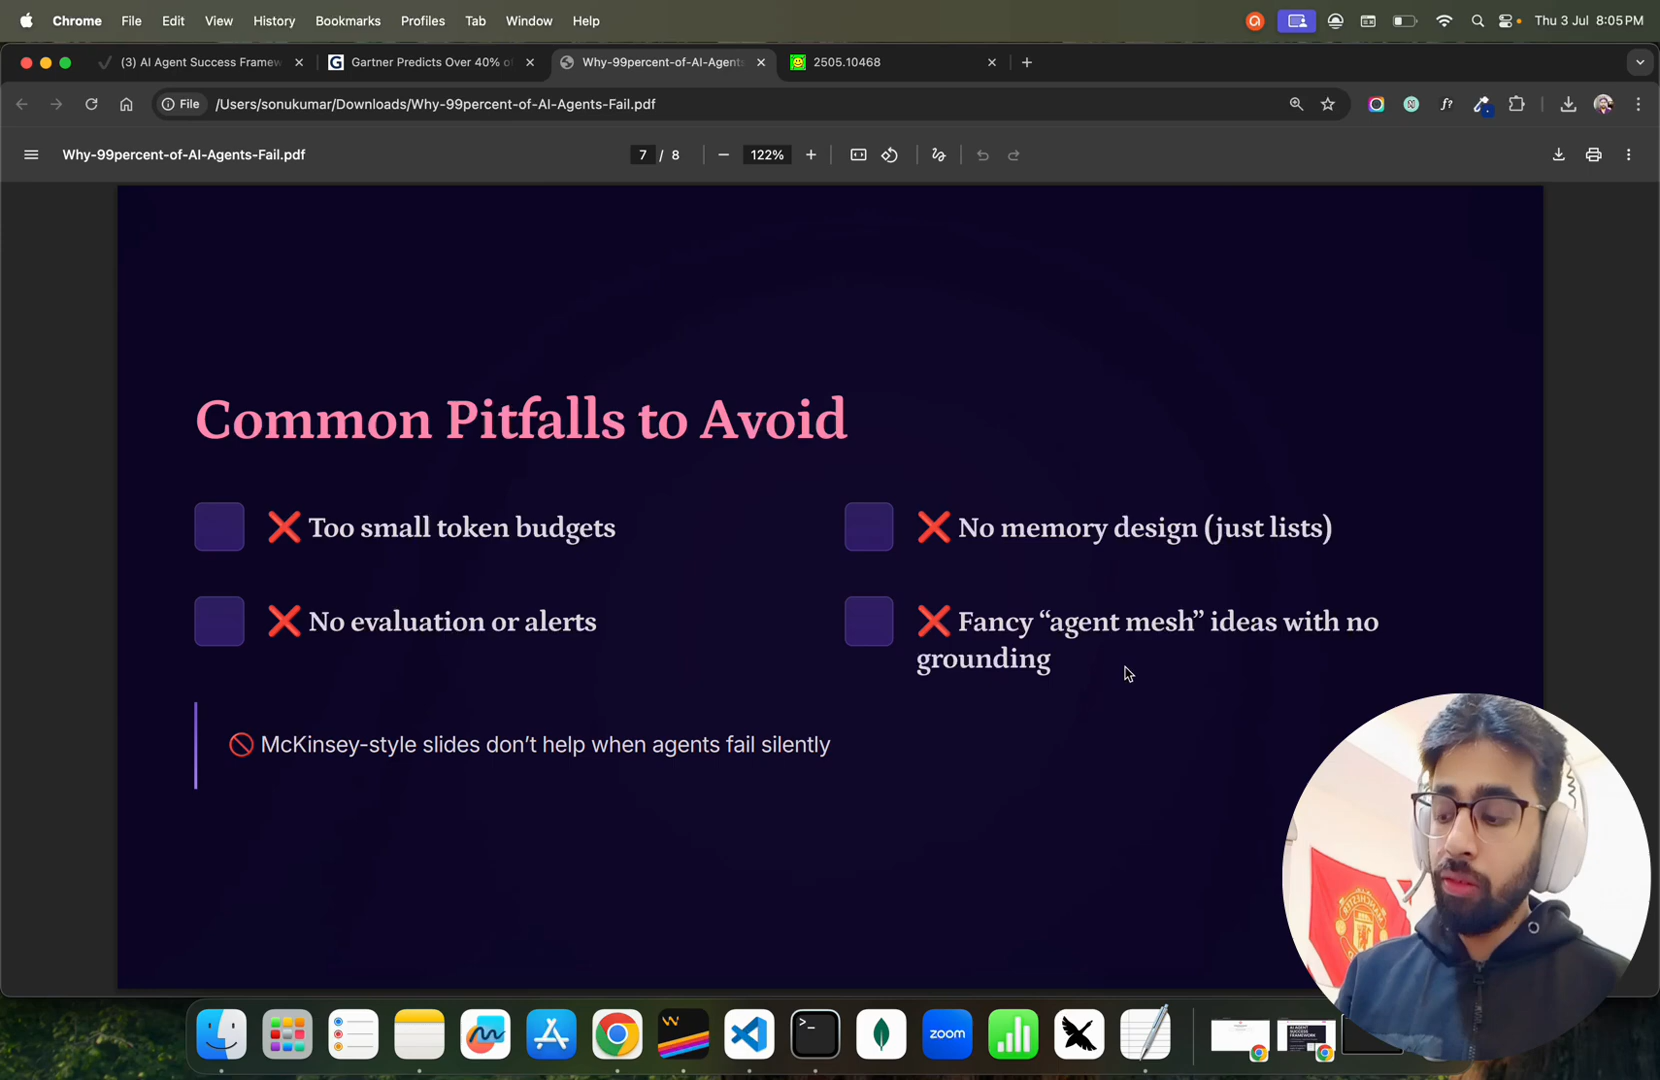 Chrome File Edit View History Bookmarks Profiles Tab Window Help Thu 3 Jul 8:05 PM
(3) AI Agent Success Framew
Gartner Predicts Over 40% of
Why-99percent-of-AI-Agents-
2505.10468
File /Users/sonukumar/Downloads/Why-99percent-of-AI-Agents-Fail.pdf
Why-99percent-of-AI-Agents-Fail.pdf 7 / 8 122%
Common Pitfalls to Avoid
❌ Too small token budgets
❌ No memory design (just lists)
❌ No evaluation or alerts
❌ Fancy “agent mesh” ideas with no
grounding
🚫 McKinsey-style slides don’t help when agents fail silently
MANCHESTER
zoom